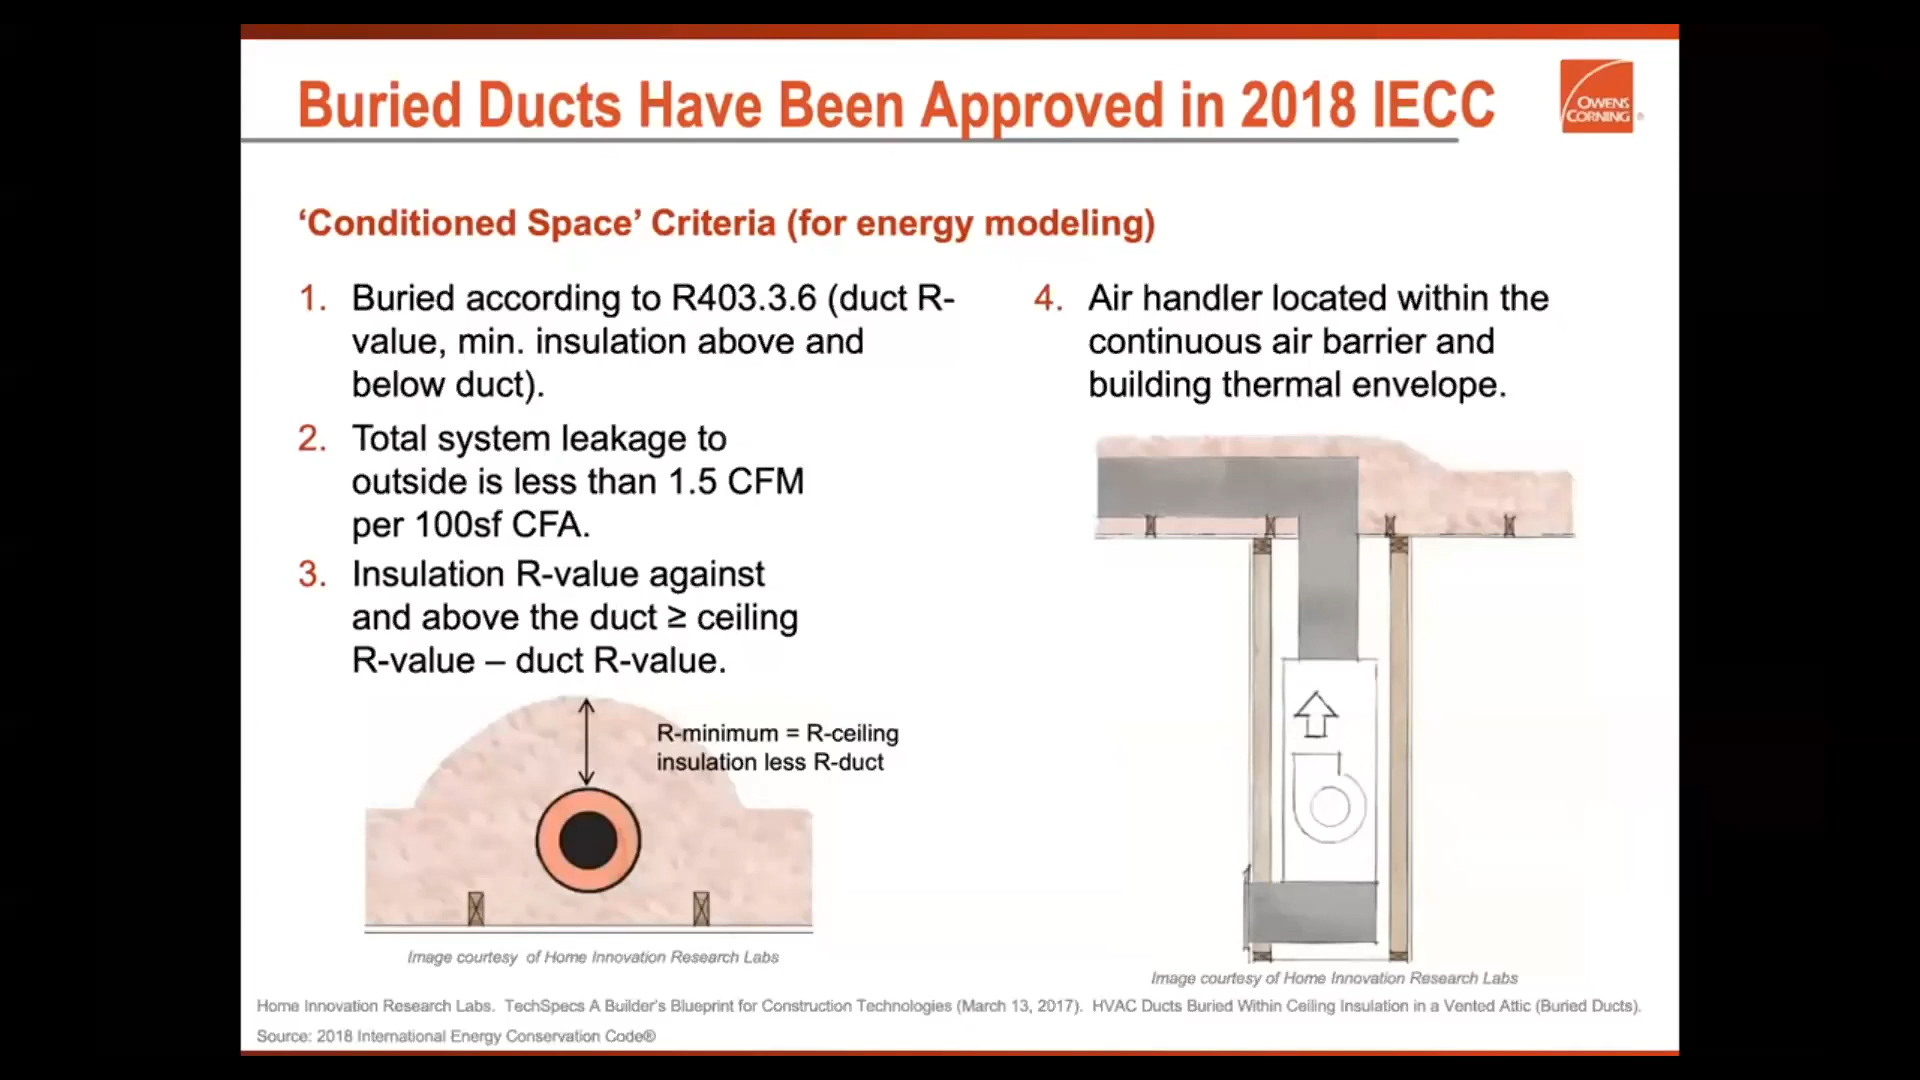 Buried Ducts Have Been Approved in 2018 IECC
OWENS
CORNING
®
‘Conditioned Space’ Criteria (for energy modeling)
1. Buried according to R403.3.6 (duct R-
value, min. insulation above and
below duct).
2. Total system leakage to
outside is less than 1.5 CFM
per 100sf CFA.
3. Insulation R-value against
and above the duct ≥ ceiling
R-value – duct R-value.
R-minimum = R-ceiling
insulation less R-duct
Image courtesy of Home Innovation Research Labs
4. Air handler located within the
continuous air barrier and
building thermal envelope.
Image courtesy of Home Innovation Research Labs
Home Innovation Research Labs. TechSpecs A Builder's Blueprint for Construction Technologies (March 13, 2017). HVAC Ducts Buried Within Ceiling Insulation in a Vented Attic (Buried Ducts).
Source: 2018 International Energy Conservation Code®